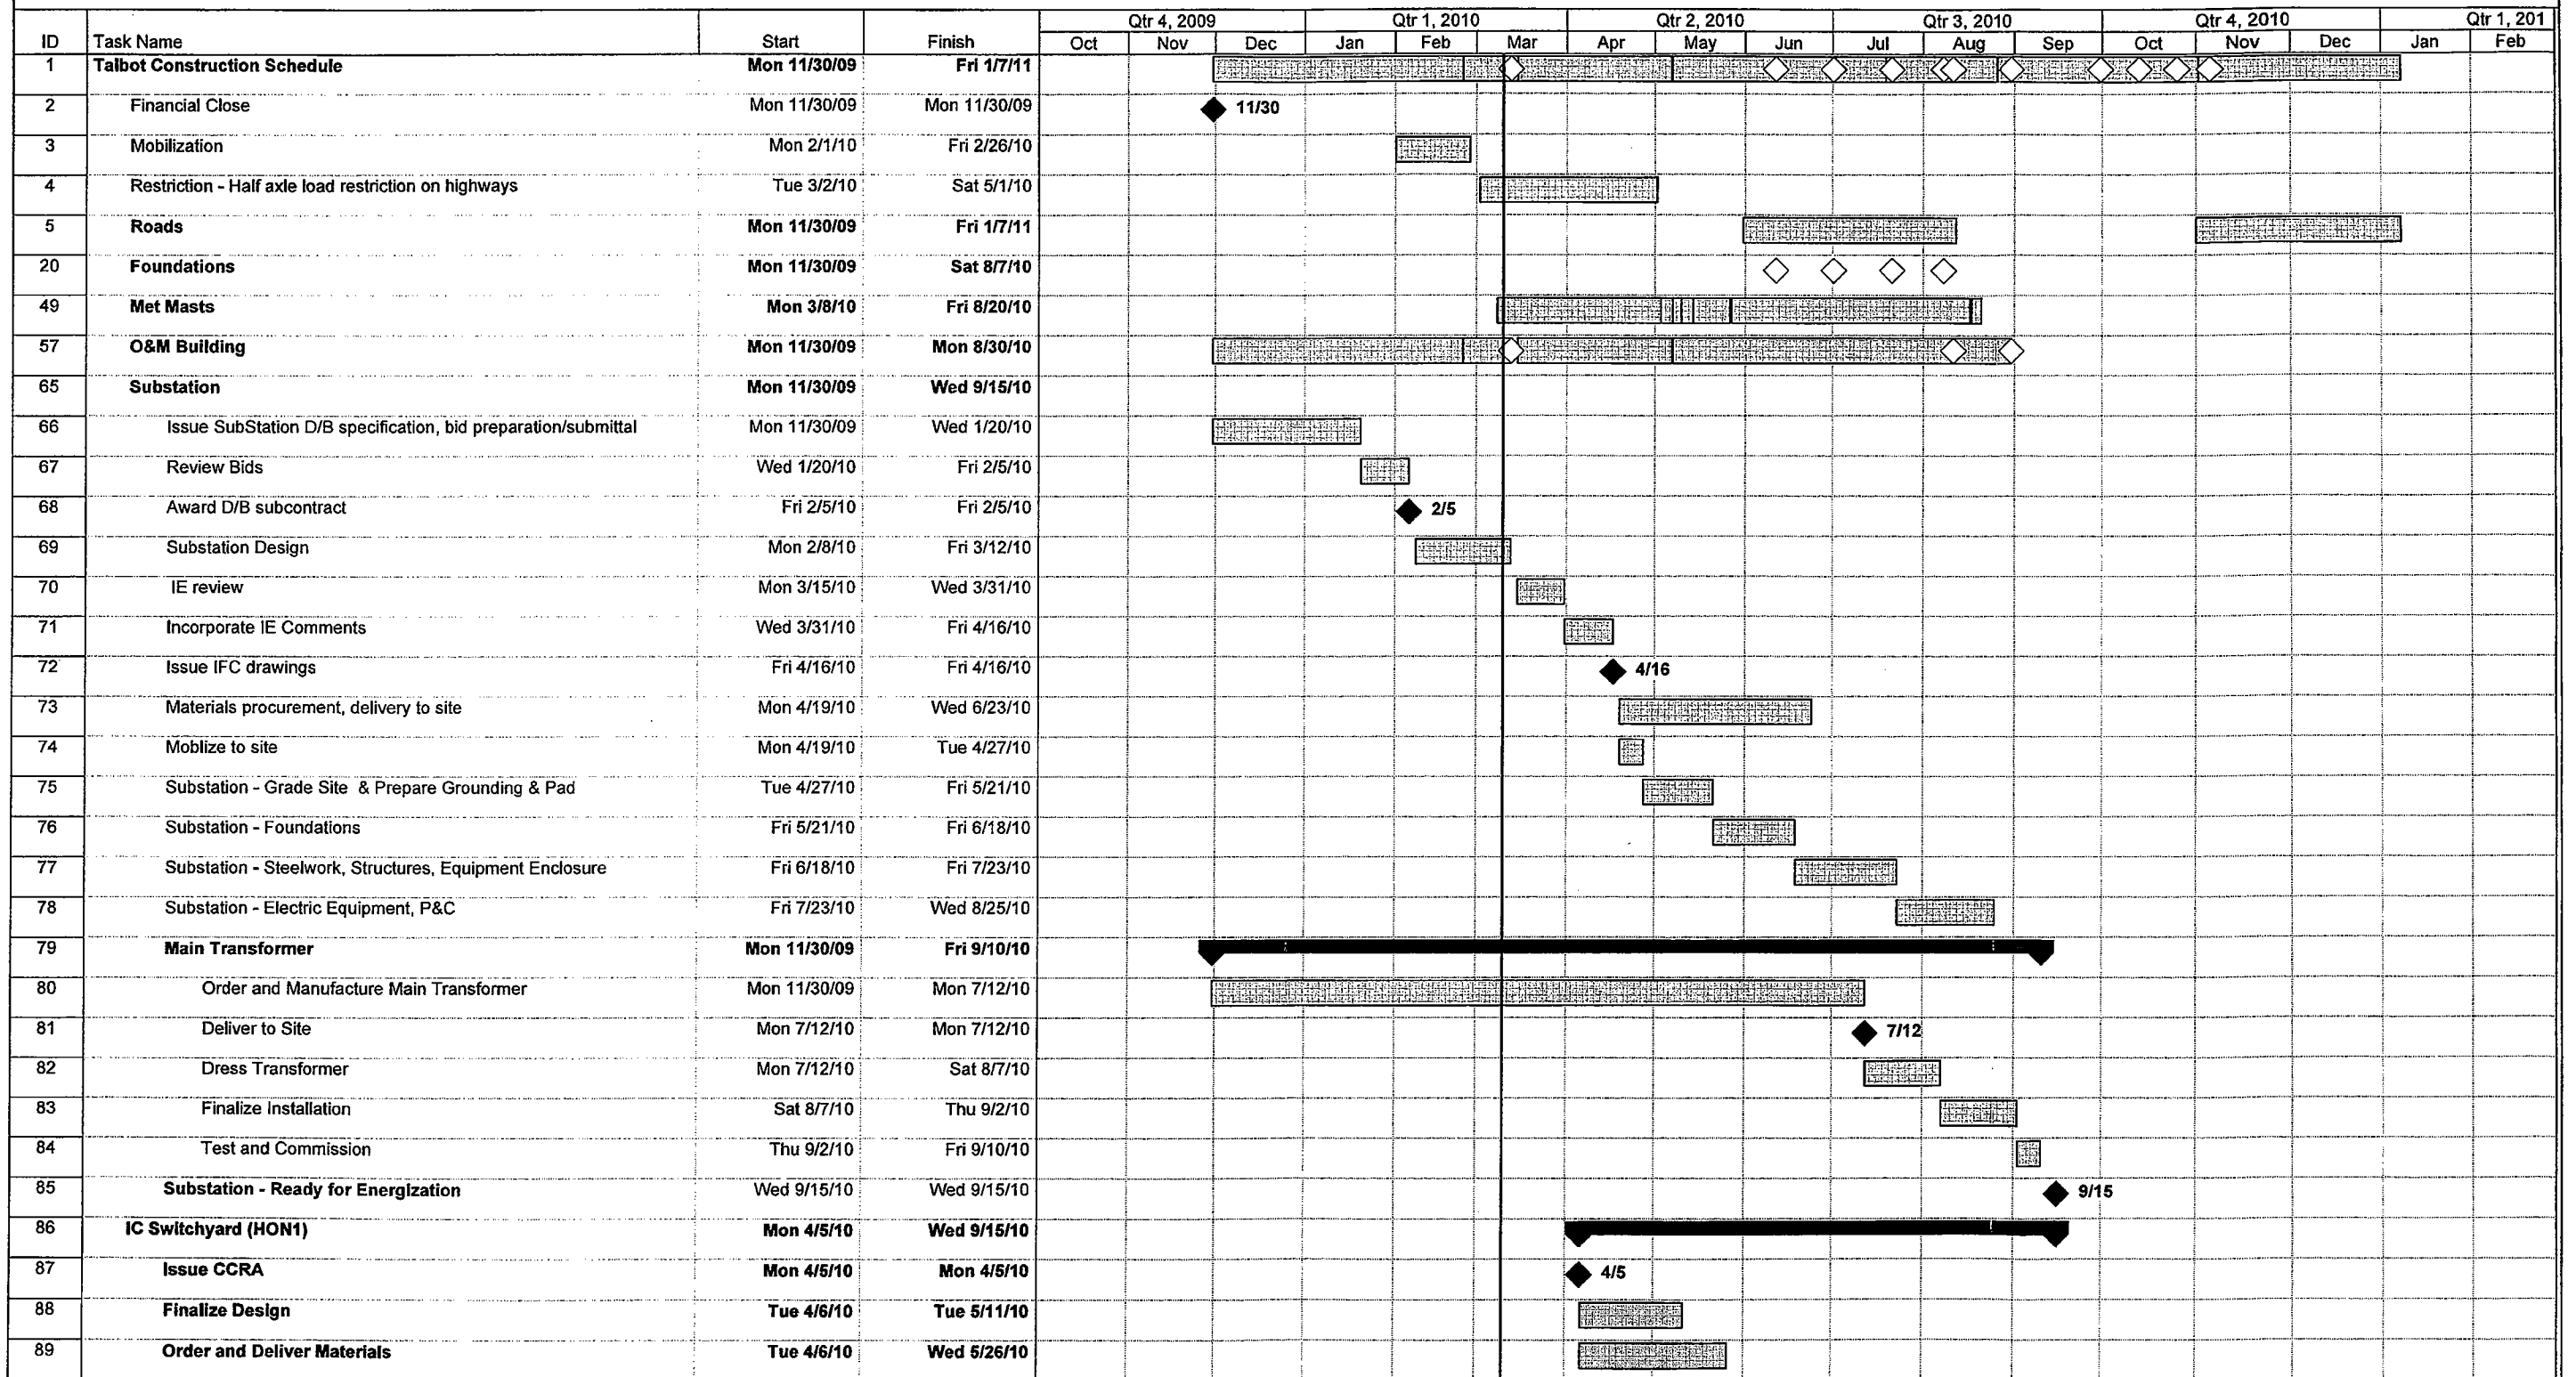 Qtr 4, 2009 Qtr 1, 2010 Qtr 2, 2010 Qtr 3, 2010 Qtr 4, 2010 Qtr 1, 201
ID Task Name Start Finish Oct Nov Dec Jan Feb Mar Apr May Jun Jul Aug Sep Oct Nov Dec Jan Feb
1 Talbot Construction Schedule Mon 11/30/09 Fri 1/7/11
2 Financial Close Mon 11/30/09 Mon 11/30/09 11/30
3 Mobilization Mon 2/1/10 Fri 2/26/10
4 Restriction - Half axle load restriction on highways Tue 3/2/10 Sat 5/1/10
5 Roads Mon 11/30/09 Fri 1/7/11
20 Foundations Mon 11/30/09 Sat 8/7/10
49 Met Masts Mon 3/8/10 Fri 8/20/10
57 O&M Building Mon 11/30/09 Mon 8/30/10
65 Substation Mon 11/30/09 Wed 9/15/10
66 Issue SubStation D/B specification, bid preparation/submittal Mon 11/30/09 Wed 1/20/10
67 Review Bids Wed 1/20/10 Fri 2/5/10
68 Award D/B subcontract Fri 2/5/10 Fri 2/5/10 2/5
69 Substation Design Mon 2/8/10 Fri 3/12/10
70 IE review Mon 3/15/10 Wed 3/31/10
71 Incorporate IE Comments Wed 3/31/10 Fri 4/16/10
72 Issue IFC drawings Fri 4/16/10 Fri 4/16/10 4/16
73 Materials procurement, delivery to site Mon 4/19/10 Wed 6/23/10
74 Moblize to site Mon 4/19/10 Tue 4/27/10
75 Substation - Grade Site & Prepare Grounding & Pad Tue 4/27/10 Fri 5/21/10
76 Substation - Foundations Fri 5/21/10 Fri 6/18/10
77 Substation - Steelwork, Structures, Equipment Enclosure Fri 6/18/10 Fri 7/23/10
78 Substation - Electric Equipment, P&C Fri 7/23/10 Wed 8/25/10
79 Main Transformer Mon 11/30/09 Fri 9/10/10
80 Order and Manufacture Main Transformer Mon 11/30/09 Mon 7/12/10
81 Deliver to Site Mon 7/12/10 Mon 7/12/10 7/12
82 Dress Transformer Mon 7/12/10 Sat 8/7/10
83 Finalize Installation Sat 8/7/10 Thu 9/2/10
84 Test and Commission Thu 9/2/10 Fri 9/10/10
85 Substation - Ready for Energization Wed 9/15/10 Wed 9/15/10 9/15
86 IC Switchyard (HON1) Mon 4/5/10 Wed 9/15/10
87 Issue CCRA Mon 4/5/10 Mon 4/5/10 4/5
88 Finalize Design Tue 4/6/10 Tue 5/11/10
89 Order and Deliver Materials Tue 4/6/10 Wed 5/26/10